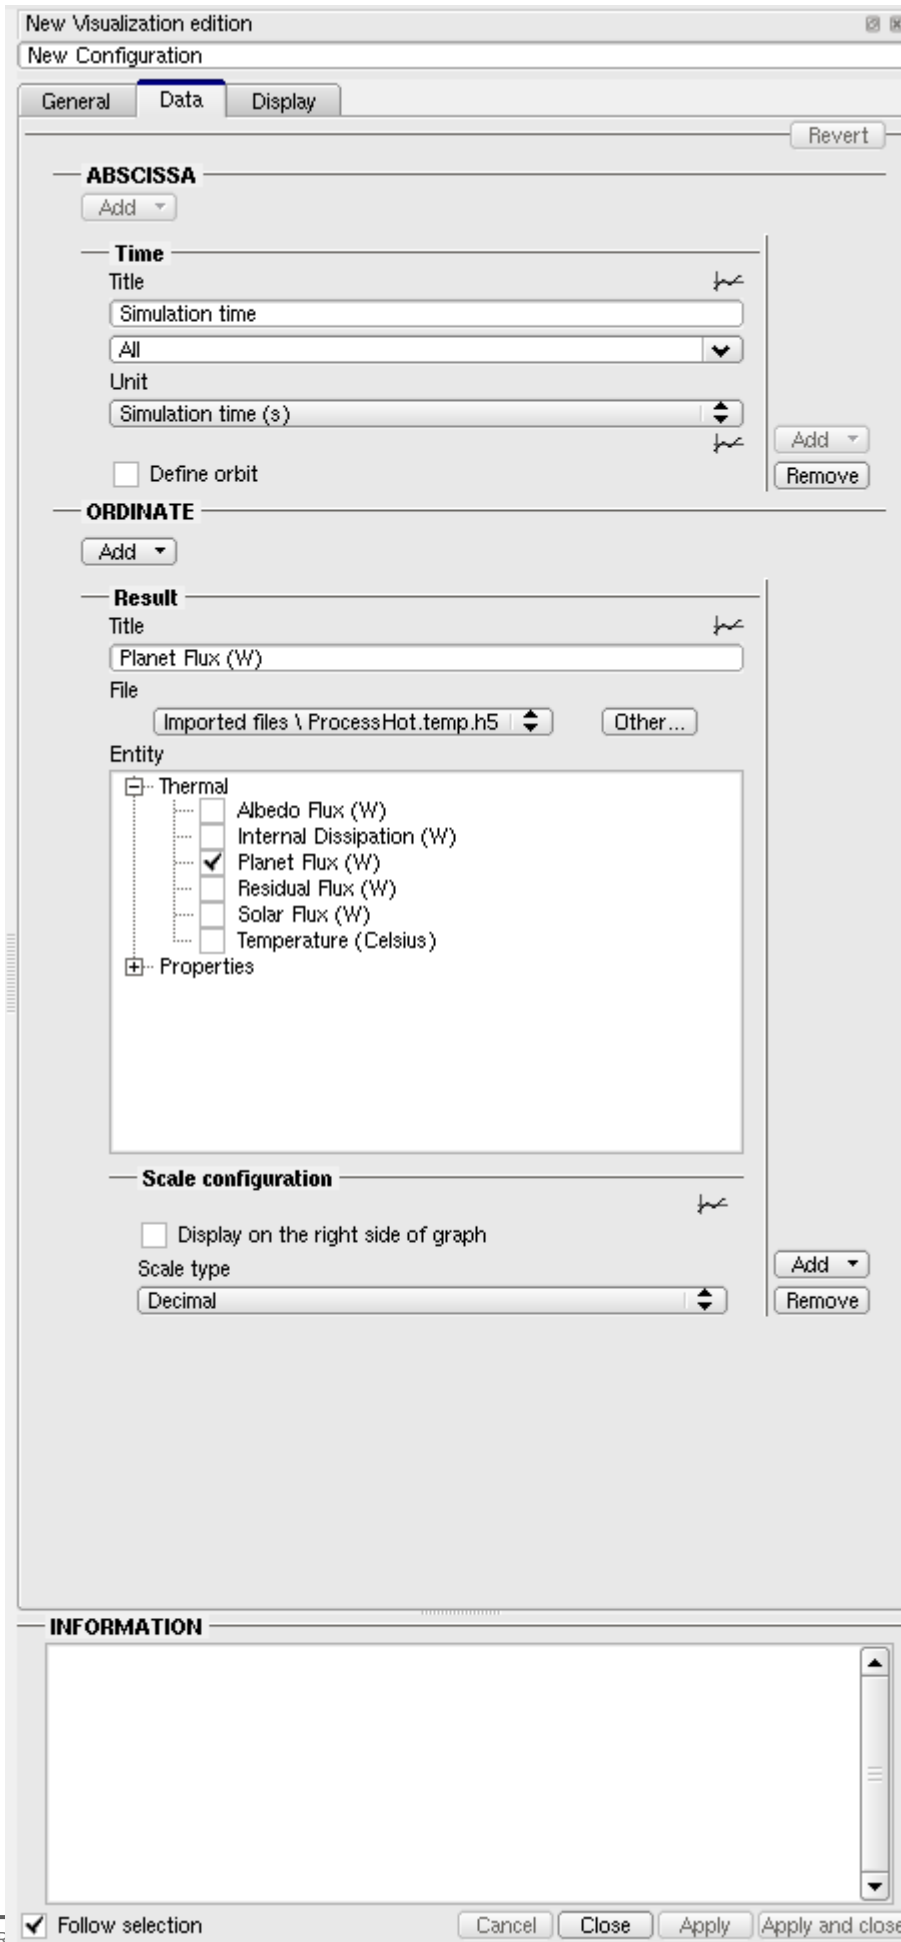 New Visualization edition
New Configuration
General Data Display
Revert
ABSCISSA
Add
Time
Title
Simulation time
All
Unit
Simulation time (s)
Add
Define orbit
Remove
ORDINATE
Add
Result
Title
Planet Flux (W)
File
Imported files \ ProcessHot.temp.h5 Other...
Entity
Thermal
Albedo Flux (W)
Internal Dissipation (W)
Planet Flux (W)
Residual Flux (W)
Solar Flux (W)
Temperature (Celsius)
Properties
Scale configuration
Display on the right side of graph
Add
Scale type
Decimal
Remove
INFORMATION
Follow selection Cancel Close Apply Apply and close